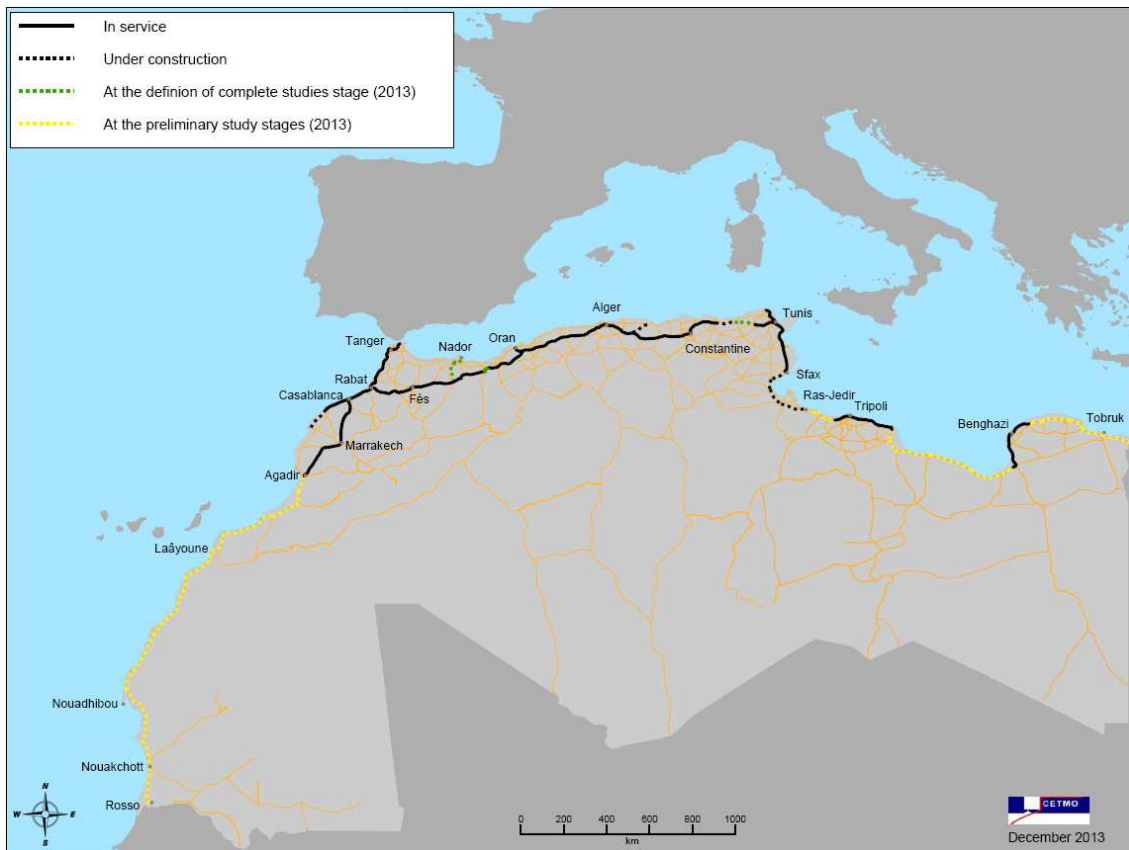 In service
Under construction
At the definion of complete studies stage (2013)
At the preliminary study stages (2013)
Alger
Tunis
Tanger
Nador
Oran
Constantine
Rabat
Sfax
Casablanca
Fès
Ras-Jedir
Tripoli
Benghazi
Tobruk
Marrakech
Agadir
Laâyoune
Nouadhibou
Nouakchott
Rosso
N
W
E
S
0 200 400 600 800 1000
km
CETMO
December 2013